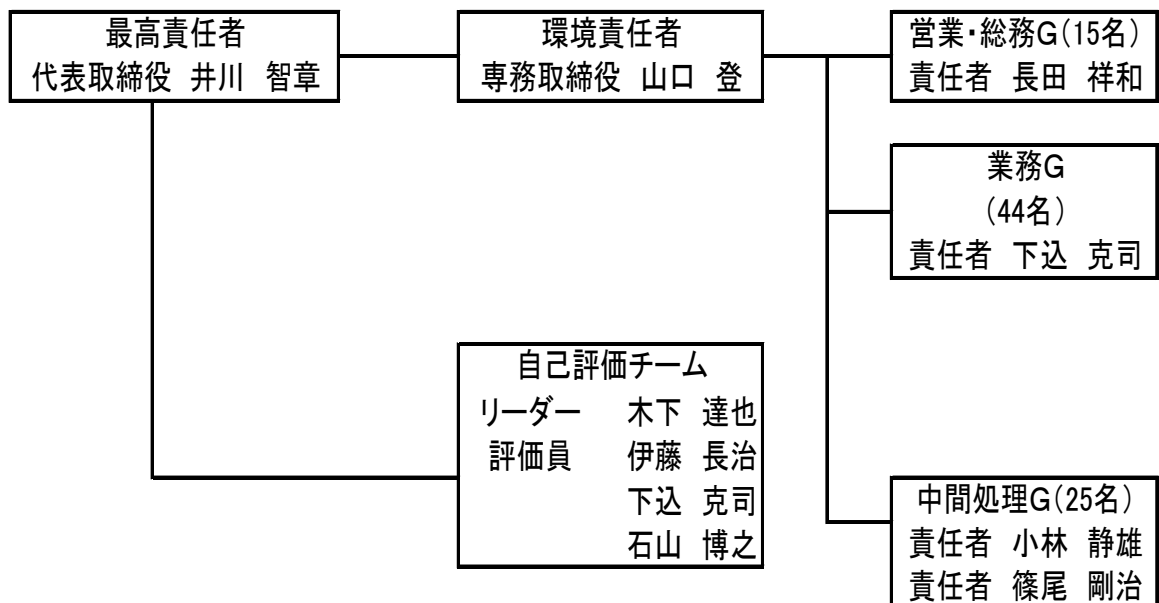 最高責任者
代表取締役 井川 智章
環境責任者
専務取締役 山口 登
営業・総務G(15名)
責任者 長田 祥和
業務G
(44名)
責任者 下込 克司
自己評価チーム
リーダー 木下 達也
評価員 伊藤 長治
下込 克司
石山 博之
中間処理G(25名)
責任者 小林 静雄
責任者 篠尾 剛治